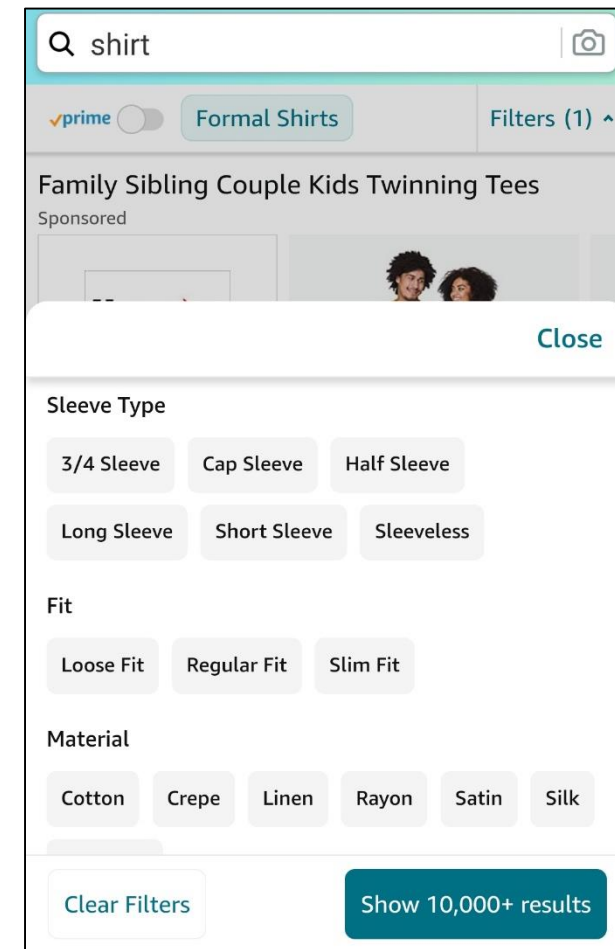 shirt
prime Formal Shirts Filters (1)
Family Sibling Couple Kids Twinning Tees
Sponsored
Close
Sleeve Type
3/4 Sleeve Cap Sleeve Half Sleeve
Long Sleeve Short Sleeve Sleeveless
Fit
Loose Fit Regular Fit Slim Fit
Material
Cotton Crepe Linen Rayon Satin Silk
Clear Filters Show 10,000+ results